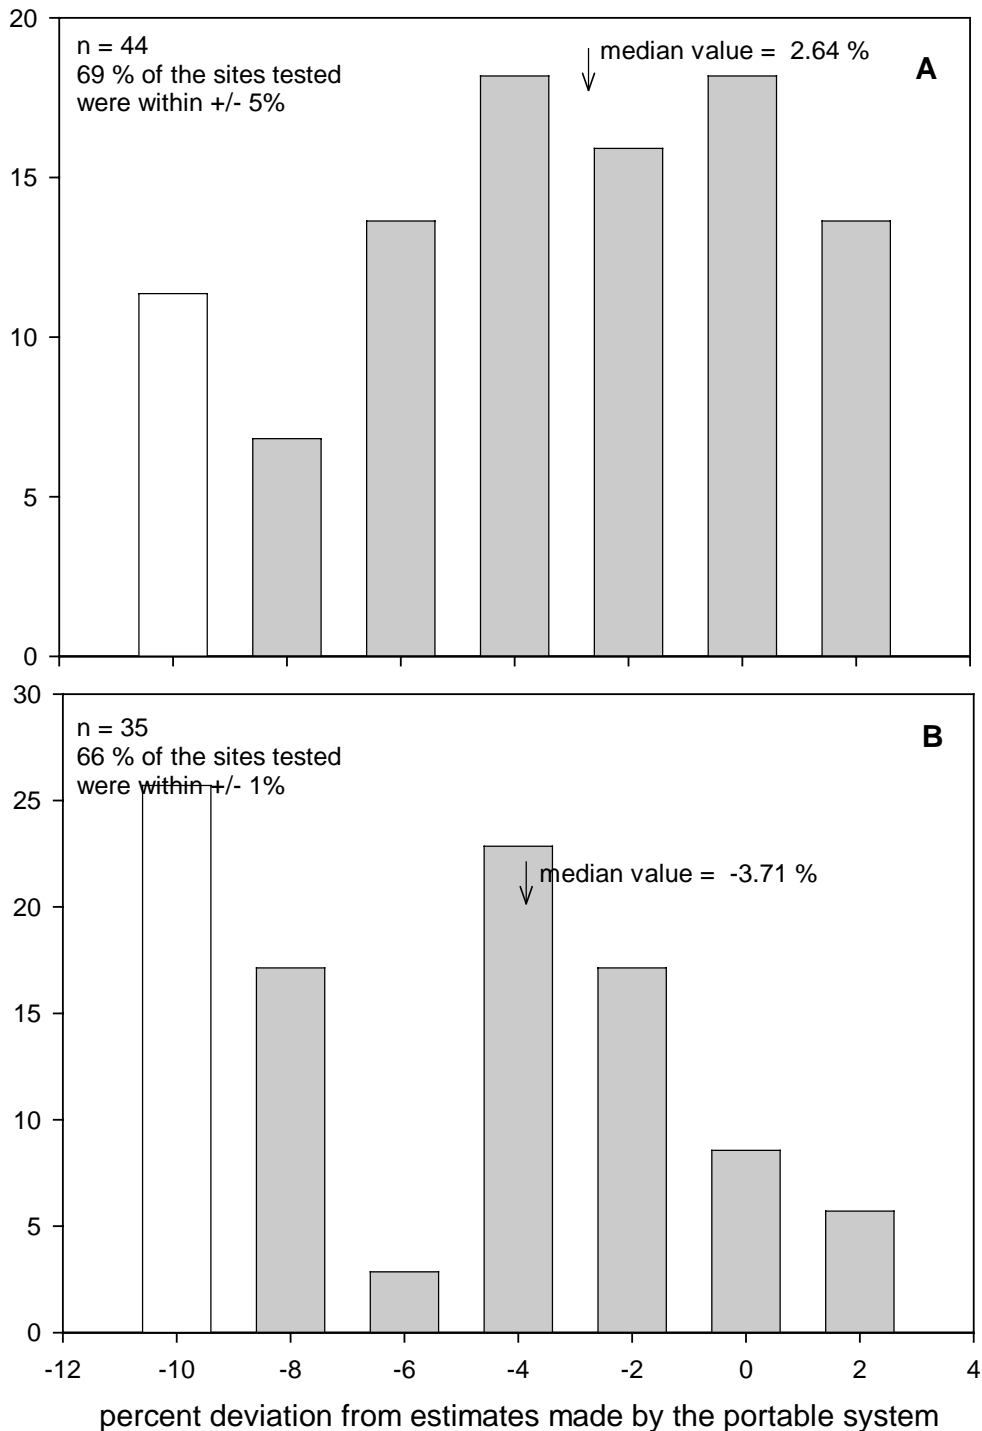 20
n = 44
69 % of the sites tested
were within +/- 5%
median value =  2.64 %
A
15
10
5
0
30
n = 35
66 % of the sites tested
were within +/- 1%
B
25
median value =  -3.71 %
20
15
10
5
0
-12 -10 -8 -6 -4 -2 0 2 4
percent deviation from estimates made by the portable system